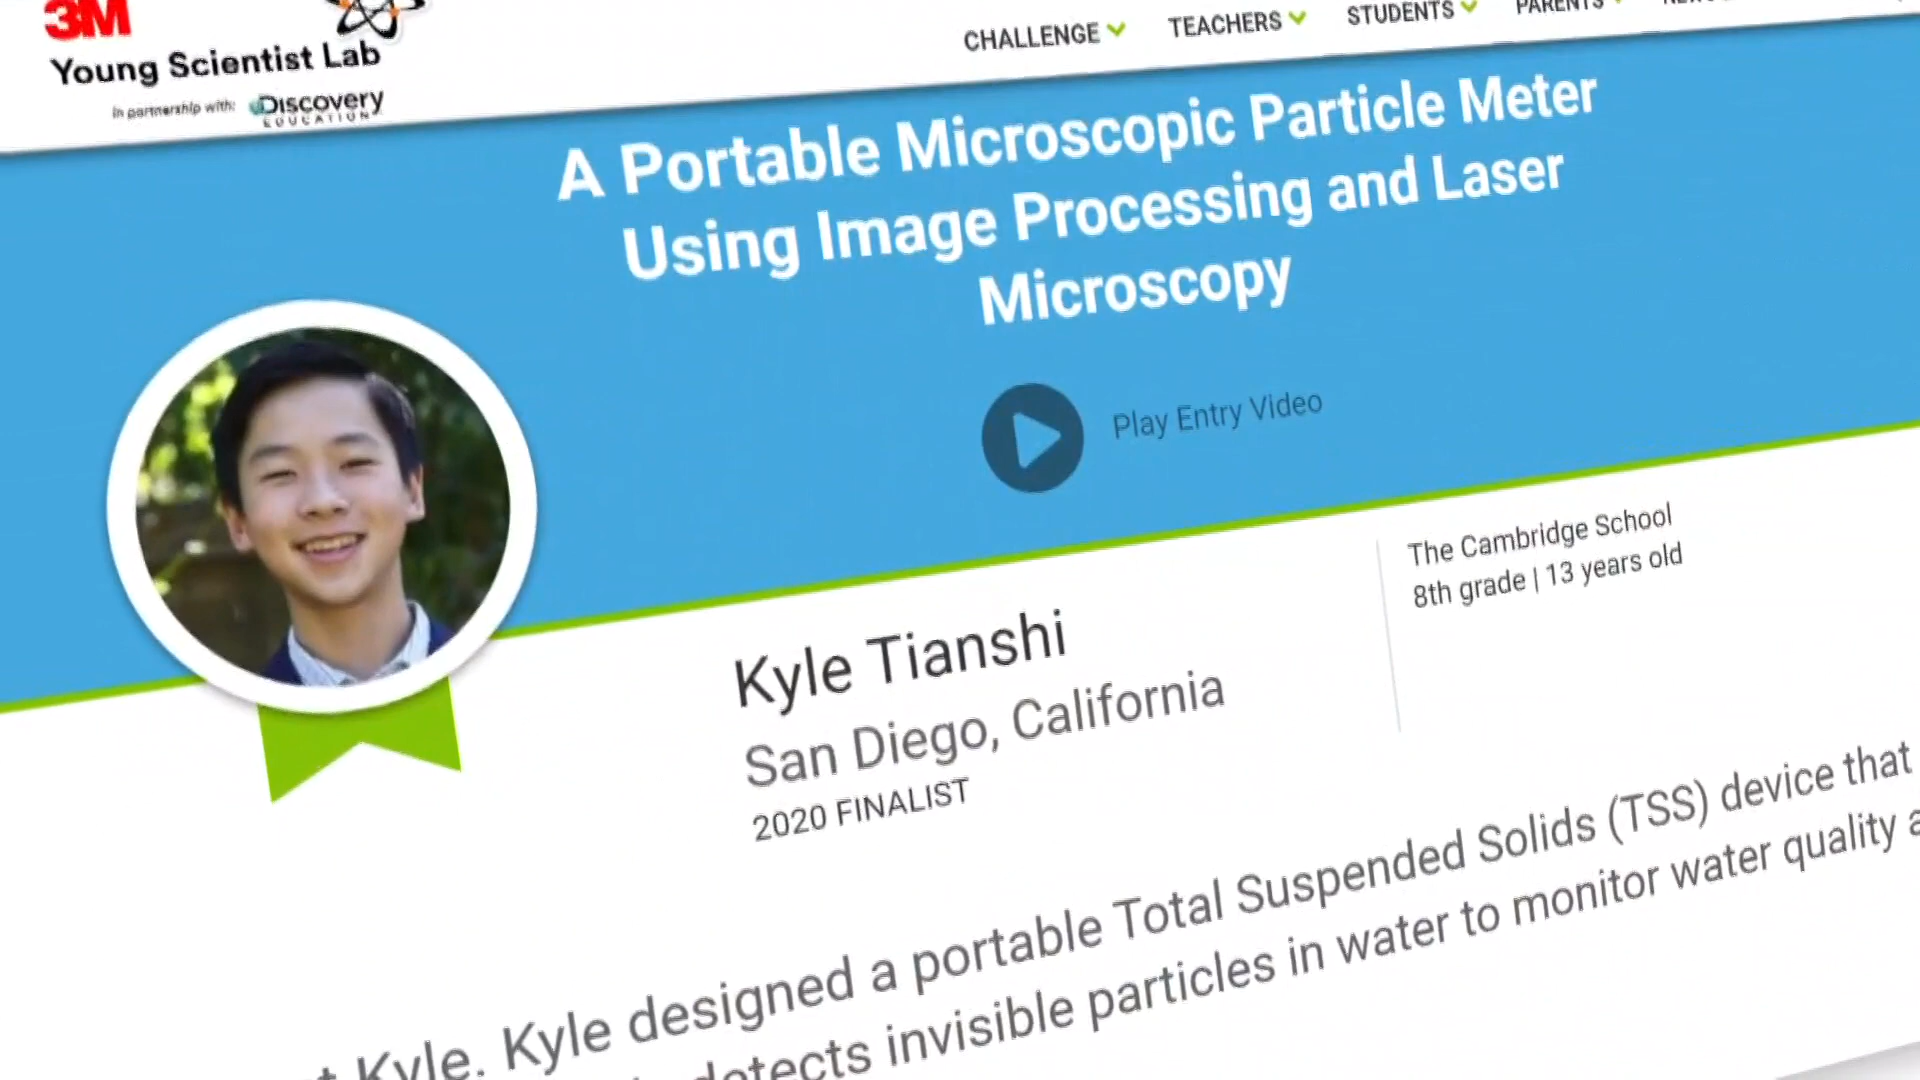 3M
Young Scientist Lab
In partnership with:
Discovery
EDUCATION
CHALLENGE
TEACHERS
STUDENTS
PARENTS
A Portable Microscopic Particle Meter
Using Image Processing and Laser
Microscopy
Play Entry Video
The Cambridge School
8th grade | 13 years old
Kyle Tianshi
San Diego, California
2020 FINALIST
Kyle. Kyle designed a portable Total Suspended Solids (TSS) device that
detects invisible particles in water to monitor water quality